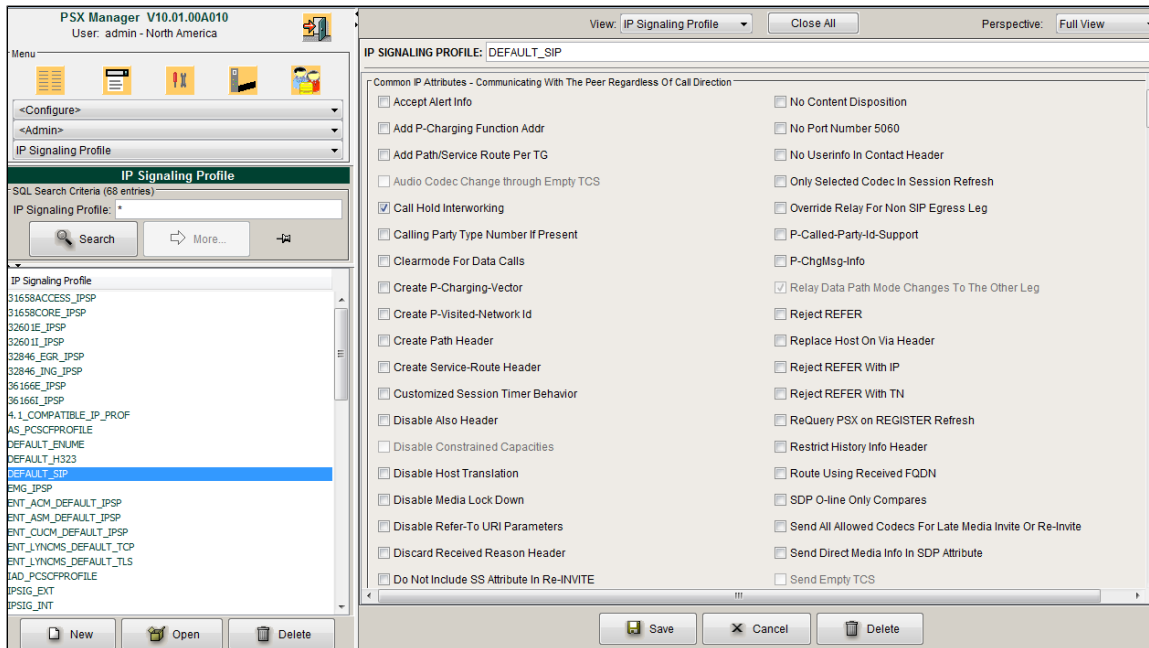 PSX Manager V10.01.00A010
User: admin - North America
Menu
<Configure>
<Admin>
IP Signaling Profile
IP Signaling Profile
SQL Search Criteria (68 entries)
IP Signaling Profile: *
Search
More...
IP Signaling Profile
31658ACCESS_IPSP
31658CORE_IPSP
32601E_IPSP
32601I_IPSP
32846_EGR_IPSP
32846_ING_IPSP
36166E_IPSP
36166I_IPSP
4.1_COMPATIBLE_IP_PROF
AS_PCSCFPROFILE
DEFAULT_ENUME
DEFAULT_H323
DEFAULT_SIP
EMG_IPSP
ENT_ACM_DEFAULT_IPSP
ENT_ASM_DEFAULT_IPSP
ENT_CUCM_DEFAULT_IPSP
ENT_LYNCMS_DEFAULT_TCP
ENT_LYNCMS_DEFAULT_TLS
IAD_PCSCFPROFILE
IPSIG_EXT
IPSIG_INT
New
Open
Delete
View: IP Signaling Profile
Close All
Perspective: Full View
IP SIGNALING PROFILE: DEFAULT_SIP
Common IP Attributes - Communicating With The Peer Regardless Of Call Direction
Accept Alert Info
Add P-Charging Function Addr
Add Path/Service Route Per TG
Audio Codec Change through Empty TCS
Call Hold Interworking
Calling Party Type Number If Present
Clearmode For Data Calls
Create P-Charging-Vector
Create P-Visited-Network Id
Create Path Header
Create Service-Route Header
Customized Session Timer Behavior
Disable Also Header
Disable Constrained Capacities
Disable Host Translation
Disable Media Lock Down
Disable Refer-To URI Parameters
Discard Received Reason Header
Do Not Include SS Attribute In Re-INVITE
No Content Disposition
No Port Number 5060
No Userinfo In Contact Header
Only Selected Codec In Session Refresh
Override Relay For Non SIP Egress Leg
P-Called-Party-Id-Support
P-ChgMsg-Info
Relay Data Path Mode Changes To The Other Leg
Reject REFER
Replace Host On Via Header
Reject REFER With IP
Reject REFER With TN
ReQuery PSX on REGISTER Refresh
Restrict History Info Header
Route Using Received FQDN
SDP O-line Only Compares
Send All Allowed Codecs For Late Media Invite Or Re-Invite
Send Direct Media Info In SDP Attribute
Send Empty TCS
Save
Cancel
Delete